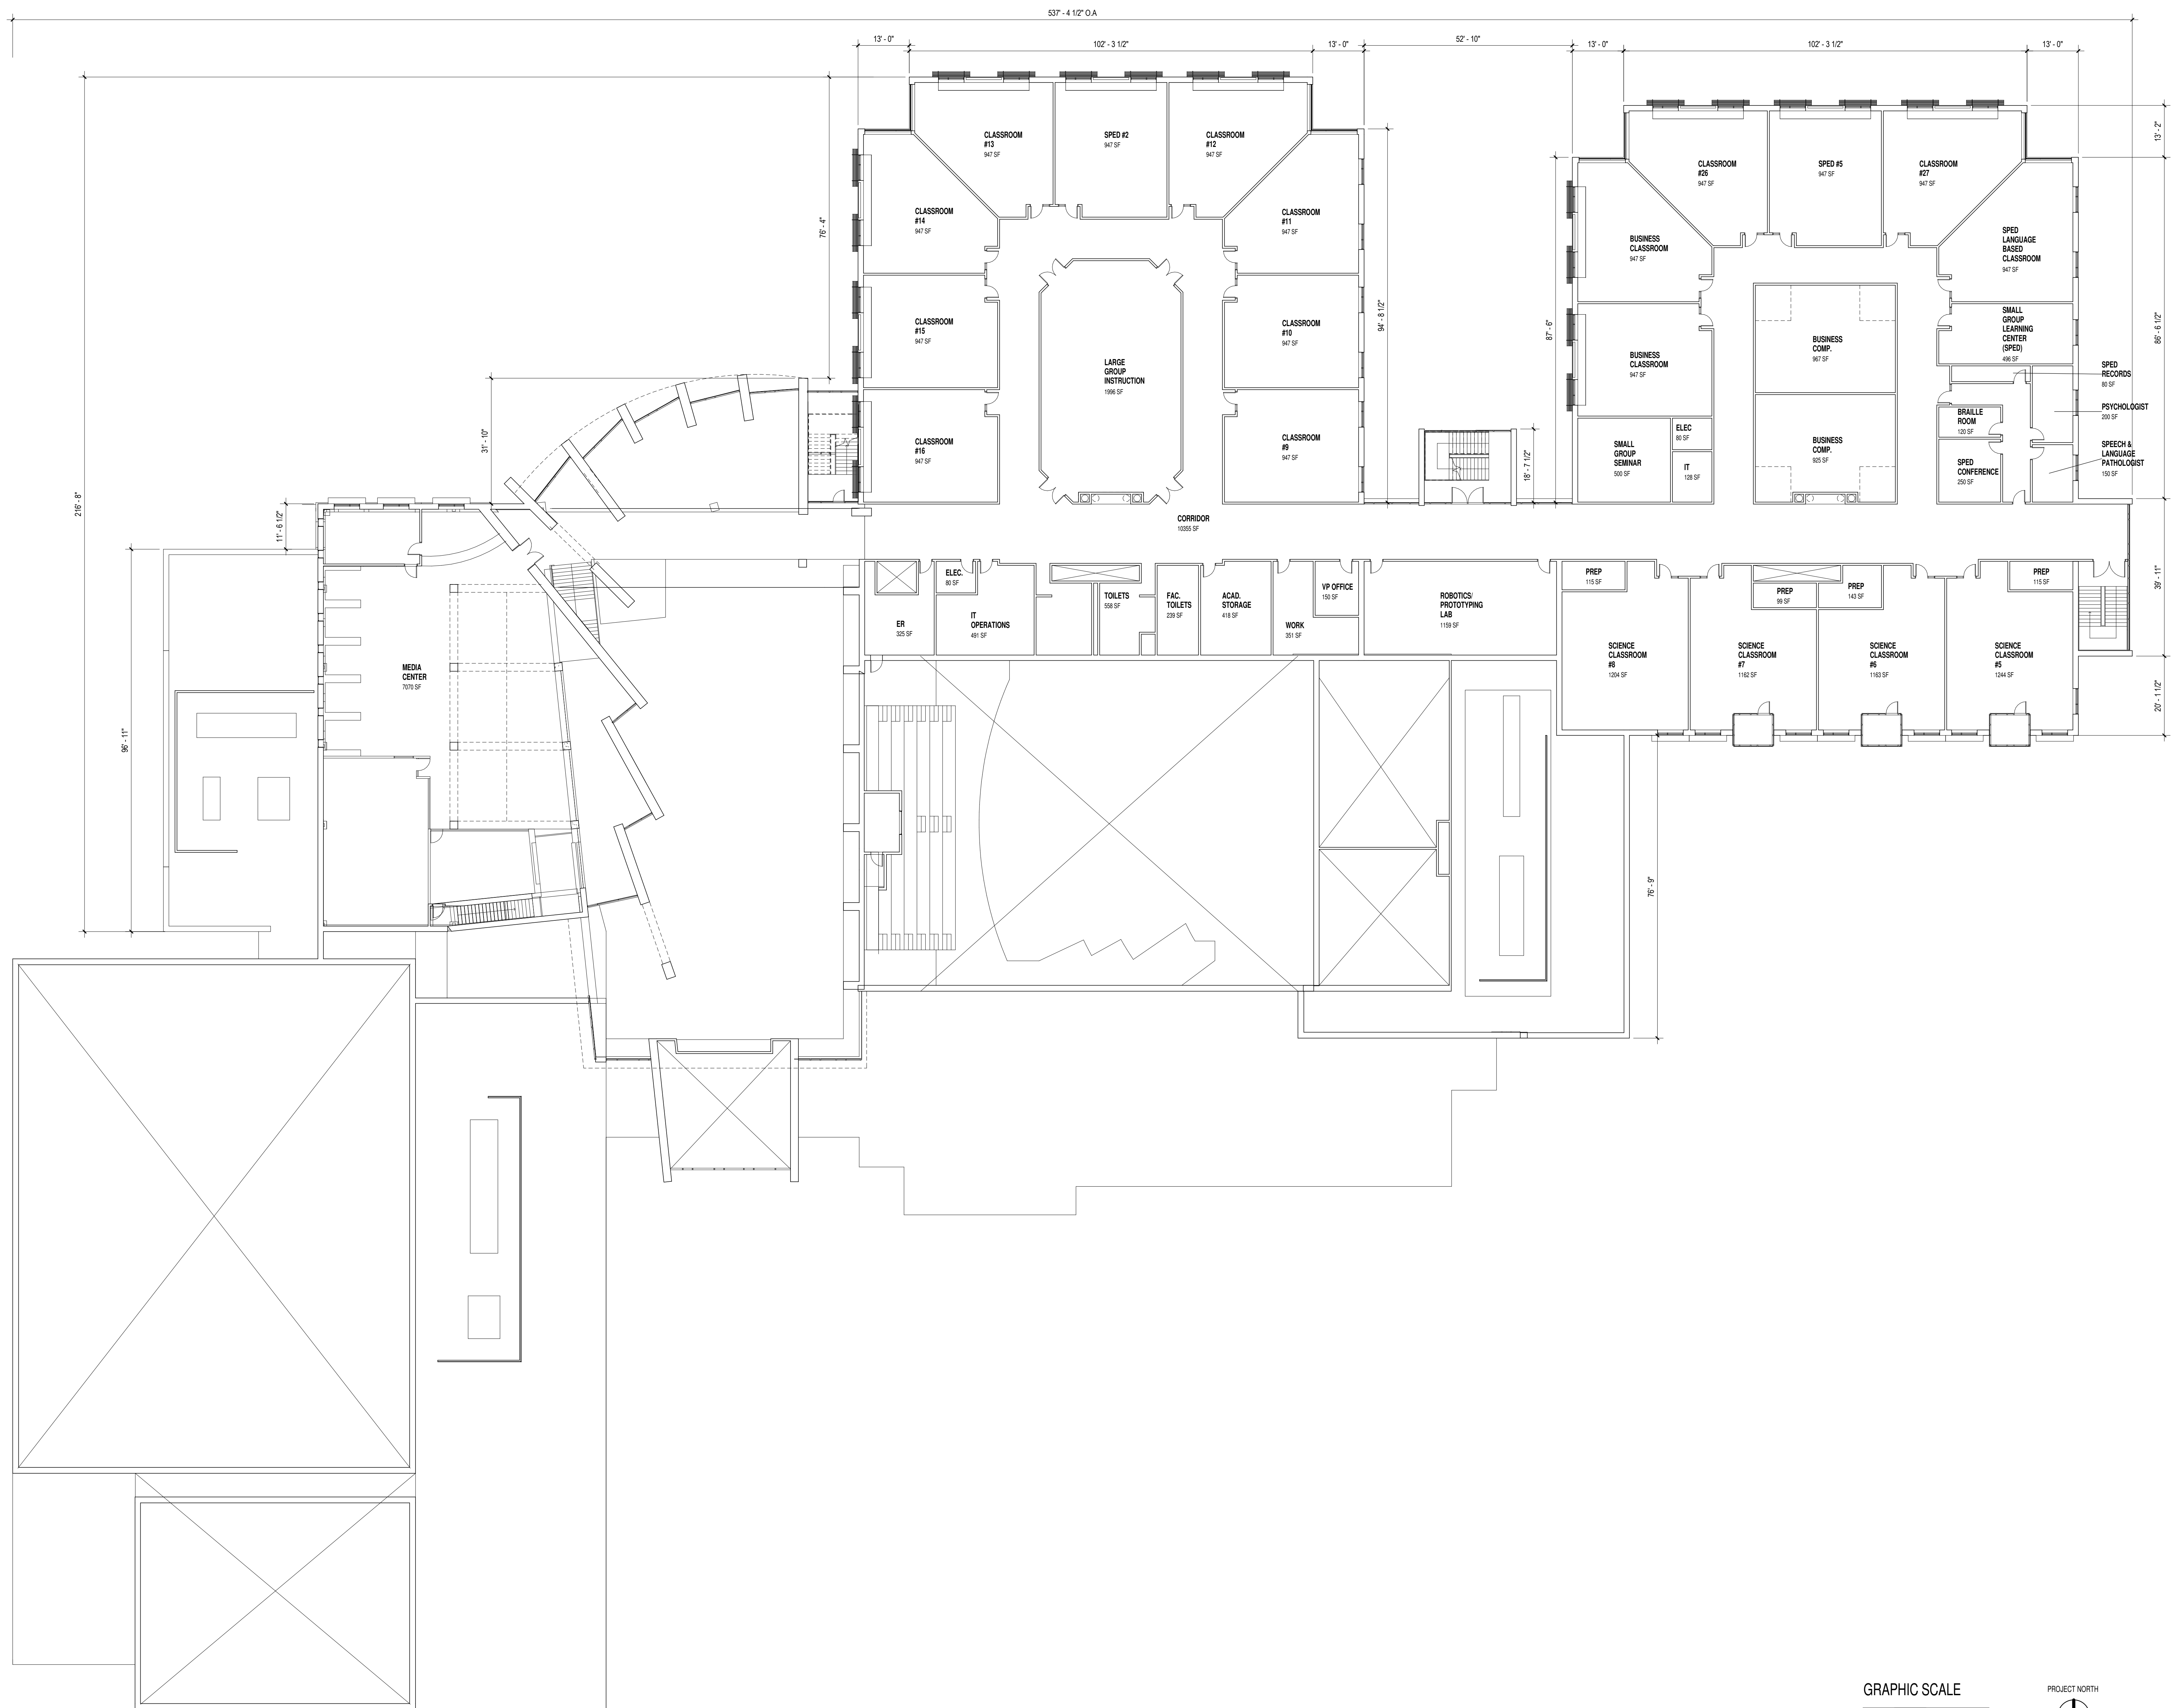 537' - 4 1/2" O.A
13' - 0"
102' - 3 1/2"
13' - 0"
52' - 10"
13' - 0"
102' - 3 1/2"
13' - 0"
216' - 8"
76' - 4"
31' - 10"
11' - 6 1/2"
96' - 11"
94' - 8 1/2"
87' - 6"
18' - 7 1/2"
13' - 2"
86' - 6 1/2"
39' - 11"
20' - 1 1/2"
76' - 9"
CLASSROOM
#13
947 SF
SPED #2
947 SF
CLASSROOM
#12
947 SF
CLASSROOM
#14
947 SF
CLASSROOM
#11
947 SF
CLASSROOM
#15
947 SF
CLASSROOM
#10
947 SF
LARGE
GROUP
INSTRUCTION
1996 SF
CLASSROOM
#16
947 SF
CLASSROOM
#9
947 SF
CLASSROOM
#26
947 SF
SPED #5
947 SF
CLASSROOM
#27
947 SF
BUSINESS
CLASSROOM
947 SF
SPED
LANGUAGE
BASED
CLASSROOM
947 SF
BUSINESS
CLASSROOM
947 SF
BUSINESS
COMP.
967 SF
SMALL
GROUP
LEARNING
CENTER
(SPED)
496 SF
SPED
RECORDS
80 SF
PSYCHOLOGIST
200 SF
BRAILLE
ROOM
120 SF
SMALL
GROUP
SEMINAR
500 SF
ELEC
80 SF
IT
128 SF
BUSINESS
COMP.
925 SF
SPED
CONFERENCE
250 SF
SPEECH &
LANGUAGE
PATHOLOGIST
150 SF
CORRIDOR
10355 SF
MEDIA
CENTER
7070 SF
ER
325 SF
ELEC.
80 SF
IT
OPERATIONS
491 SF
TOILETS
558 SF
FAC.
TOILETS
239 SF
ACAD.
STORAGE
418 SF
WORK
351 SF
VP OFFICE
150 SF
ROBOTICS/
PROTOTYPING
LAB
1159 SF
PREP
115 SF
PREP
99 SF
PREP
143 SF
PREP
115 SF
SCIENCE
CLASSROOM
#8
1204 SF
SCIENCE
CLASSROOM
#7
1162 SF
SCIENCE
CLASSROOM
#6
1163 SF
SCIENCE
CLASSROOM
#5
1244 SF
GRAPHIC SCALE
PROJECT NORTH